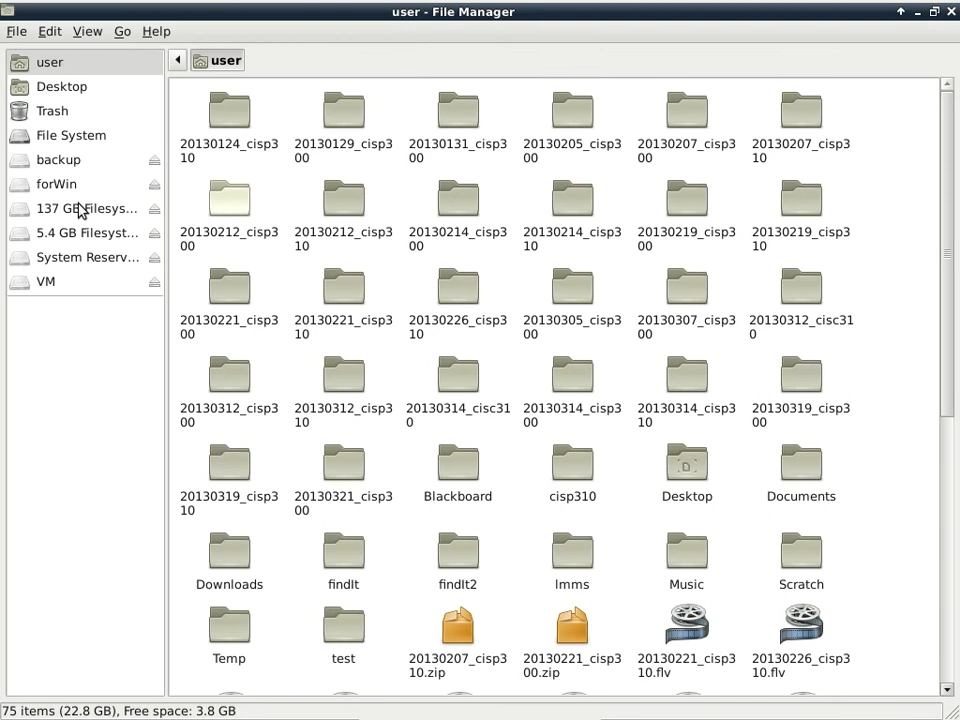 user - File Manager
File Edit View Go Help
user
Desktop
Trash
File System
backup
forWin
137 GB Filesys...
5.4 GB Filesyst...
System Reserv...
VM
user
20130124_cisp3
10
20130129_cisp3
00
20130131_cisp3
00
20130205_cisp3
00
20130207_cisp3
00
20130207_cisp3
10
20130212_cisp3
00
20130212_cisp3
10
20130214_cisp3
00
20130214_cisp3
10
20130219_cisp3
00
20130219_cisp3
10
20130221_cisp3
00
20130221_cisp3
10
20130226_cisp3
10
20130305_cisp3
00
20130307_cisp3
00
20130312_cisc31
0
20130312_cisp3
00
20130312_cisp3
10
20130314_cisc31
0
20130314_cisp3
00
20130314_cisp3
10
20130319_cisp3
00
20130319_cisp3
10
20130321_cisp3
00
Blackboard
cisp310
Desktop
Documents
Downloads
findIt
findIt2
lmms
Music
Scratch
Temp
test
20130207_cisp3
10.zip
20130221_cisp3
00.zip
20130221_cisp3
10.flv
20130226_cisp3
10.flv
75 items (22.8 GB), Free space: 3.8 GB